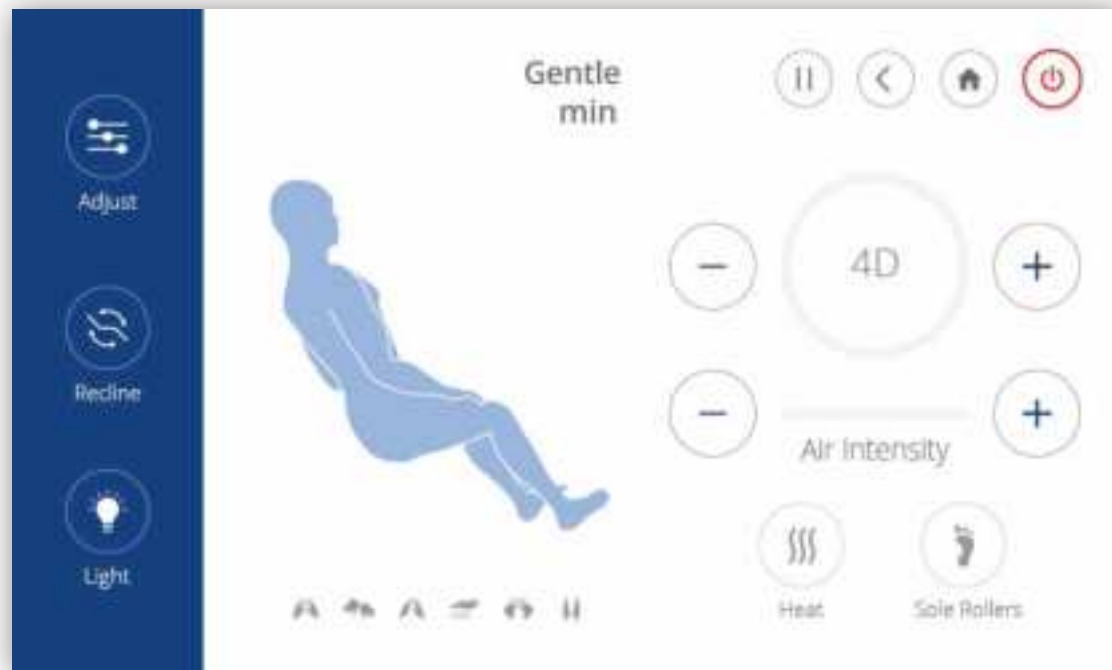 Gentle
min
Adjust
Recline
Light
4D
Air Intensity
Heat
Sole Rollers